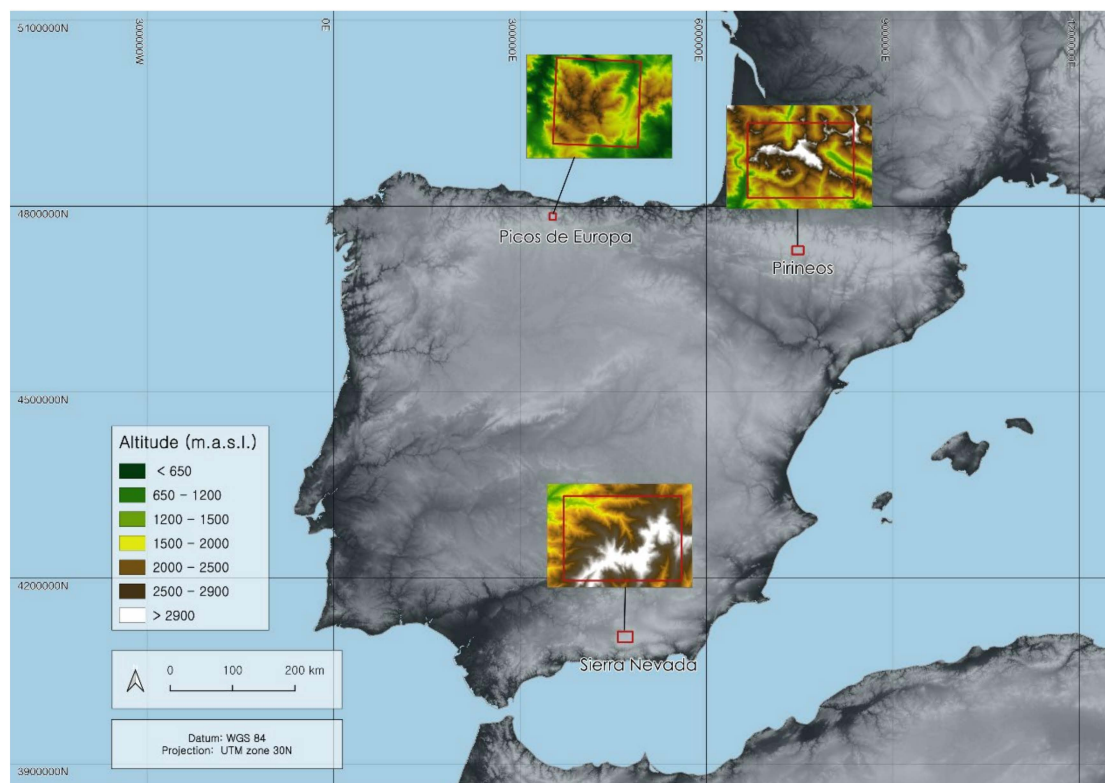 5100000N
300000W
0E
300000E
600000E
900000E
1200000E
4800000N
Picos de Europa
Pirineos
4500000N
Altitude (m.a.s.l.)
< 650
650 - 1200
1200 - 1500
1500 - 2000
2000 - 2500
2500 - 2900
> 2900
4200000N
Sierra Nevada
0 100 200 km
Datum: WGS 84
Projection: UTM zone 30N
3900000N